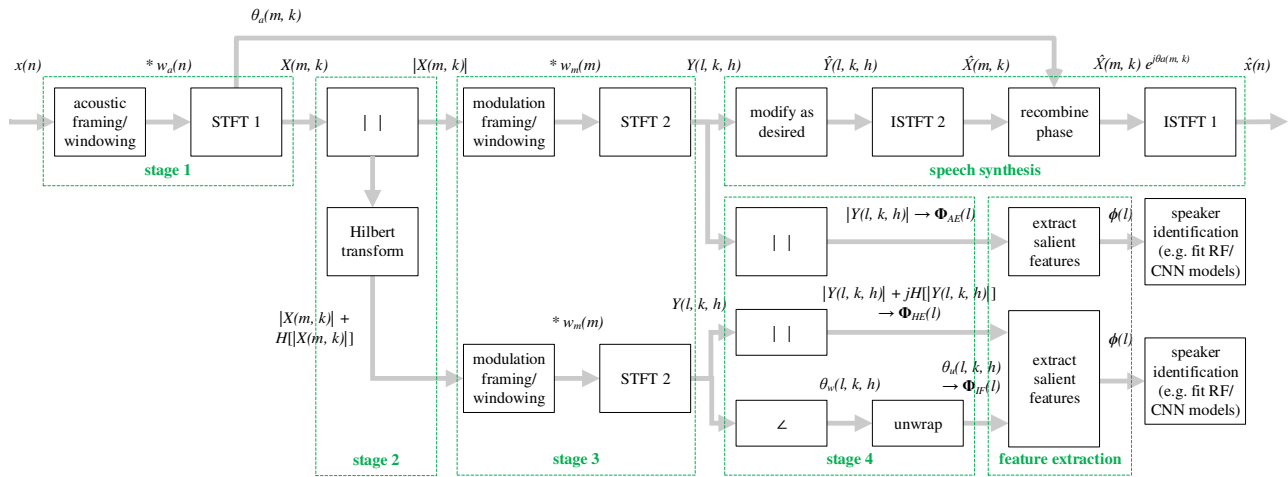 θa(m, k)
x(n)
* wa(n)
X(m, k)
|X(m, k)|
* wm(m)
Y(l, k, h)
Ŷ(l, k, h)
X̂(m, k)
X̂(m, k) e^jθa(m, k)
x̂(n)
acoustic
framing/
windowing
STFT 1
| |
modulation
framing/
windowing
STFT 2
modify as
desired
ISTFT 2
recombine
phase
ISTFT 1
stage 1
speech synthesis
Hilbert
transform
|Y(l, k, h)| → ΦAE(l)
| |
extract
salient
features
ϕ(l)
speaker
identification
(e.g. fit RF/
CNN models)
|X(m, k)| +
H[|X(m, k)|]
* wm(m)
Y(l, k, h)
modulation
framing/
windowing
STFT 2
|Y(l, k, h)| + jH[|Y(l, k, h)|]
→ ΦHE(l)
| |
θw(l, k, h)
θu(l, k, h)
→ ΦIF(l)
∠
unwrap
extract
salient
features
ϕ(l)
speaker
identification
(e.g. fit RF/
CNN models)
stage 2
stage 3
stage 4
feature extraction